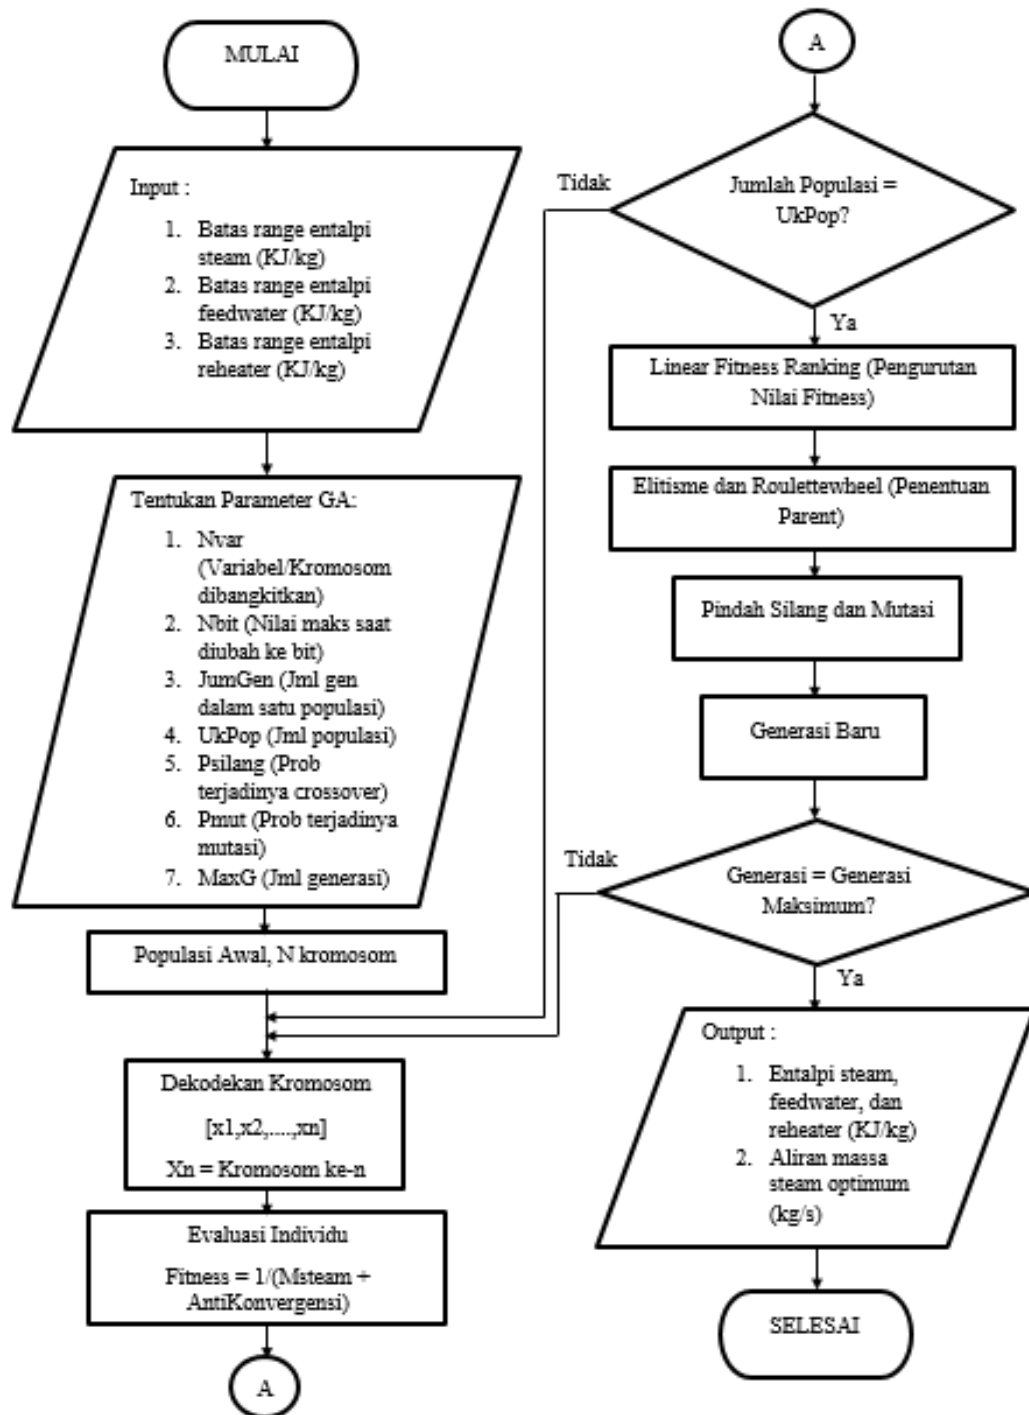 MULAI
Input :
1. Batas range entalpi
steam (KJ/kg)
2. Batas range entalpi
feedwater (KJ/kg)
3. Batas range entalpi
reheater (KJ/kg)
Tentukan Parameter GA:
1. Nvar
(Variabel/Kromosom
dibangkitkan)
2. Nbit (Nilai maks saat
diubah ke bit)
3. JumGen (Jml gen
dalam satu populasi)
4. UkPop (Jml populasi)
5. Psilang (Prob
terjadinya crossover)
6. Pmut (Prob terjadinya
mutasi)
7. MaxG (Jml generasi)
Populasi Awal, N kromosom
Dekodekan Kromosom
[x1,x2,....,xn]
Xn = Kromosom ke-n
Evaluasi Individu
Fitness = 1/(Msteam +
AntiKonvergensi)
A
A
Jumlah Populasi =
UkPop?
Tidak
Ya
Linear Fitness Ranking (Pengurutan
Nilai Fitness)
Elitisme dan Roulettewheel (Penentuan
Parent)
Pindah Silang dan Mutasi
Generasi Baru
Generasi = Generasi
Maksimum?
Tidak
Ya
Output :
1. Entalpi steam,
feedwater, dan
reheater (KJ/kg)
2. Aliran massa
steam optimum
(kg/s)
SELESAI